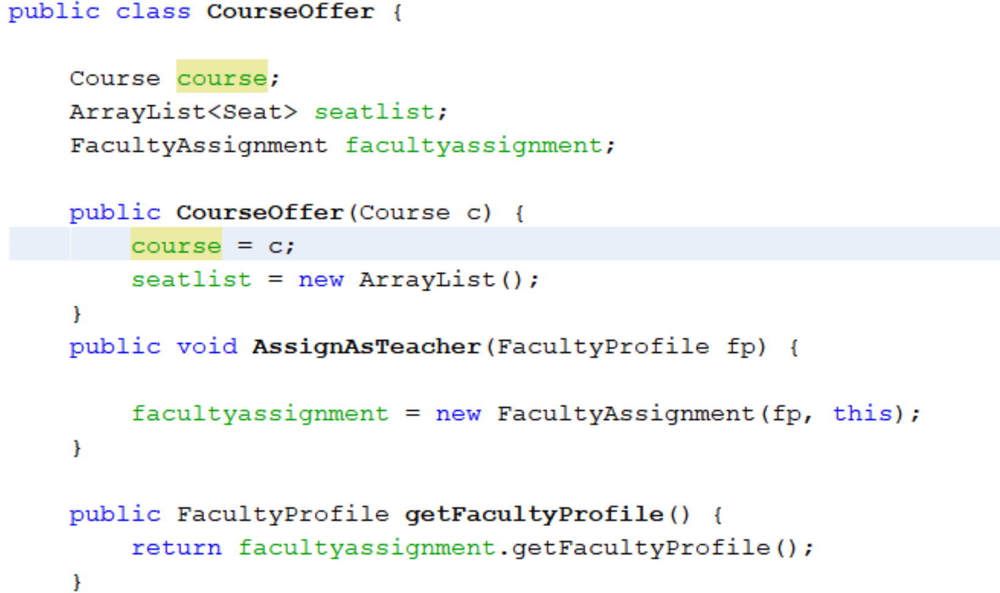 public class CourseOffer {
Course course;
ArrayList<Seat> seatlist;
FacultyAssignment facultyassignment;
public CourseOffer(Course c) {
course = c;
seatlist = new ArrayList();
}
public void AssignAsTeacher(FacultyProfile fp) {
facultyassignment = new FacultyAssignment(fp, this);
}
public FacultyProfile getFacultyProfile() {
return facultyassignment.getFacultyProfile();
}